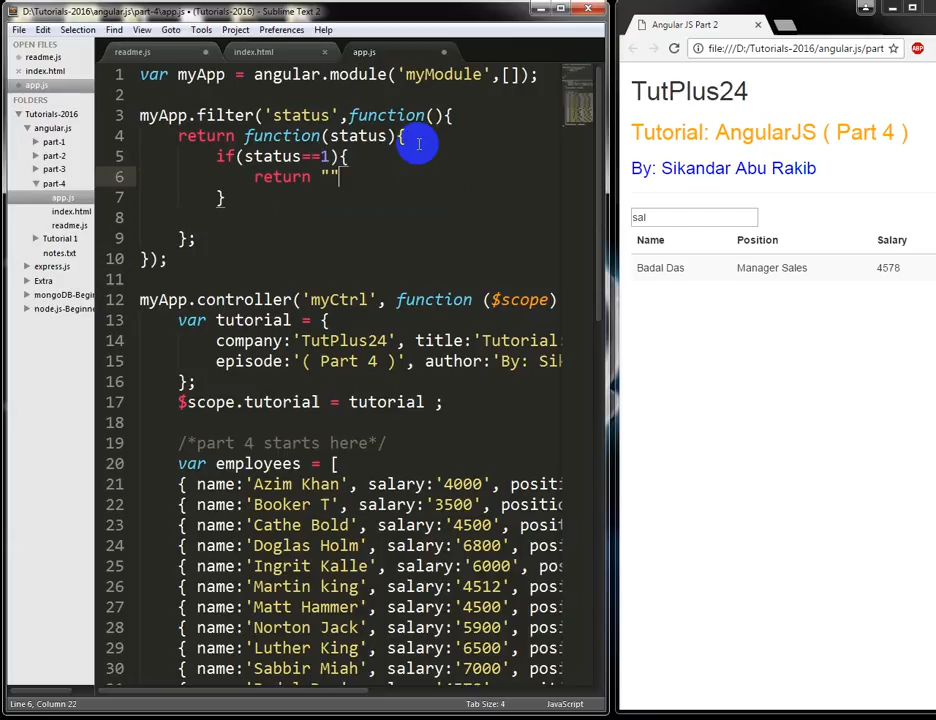 D:\Tutorials-2016\angular.js\part-4\app.js • (Tutorials-2016) - Sublime Text 2
File Edit Selection Find View Goto Tools Project Preferences Help
OPEN FILES
readme.js
index.html
app.js
FOLDERS
Tutorials-2016
angular.js
part-1
part-2
part-3
part-4
app.js
index.html
readme.js
Tutorial 1
notes.txt
express.js
Extra
mongoDB-Begin
node.js-Beginne
readme.js index.html app.js
1 var myApp = angular.module('myModule',[]);
2
3 myApp.filter('status',function(){
4 return function(status){
5 if(status==1){
6 return ""
7 }
8
9 };
10 });
11
12 myApp.controller('myCtrl', function ($scope)
13 var tutorial = {
14 company:'TutPlus24', title:'Tutorial:
15 episode:'( Part 4 )', author:'By: Sik
16 };
17 $scope.tutorial = tutorial ;
18
19 /*part 4 starts here*/
20 var employees = [
21 { name:'Azim Khan', salary:'4000', positi
22 { name:'Booker T', salary:'3500', positio
23 { name:'Cathe Bold', salary:'4500', posit
24 { name:'Doglas Holm', salary:'6800', posi
25 { name:'Ingrit Kalle', salary:'6000', pos
26 { name:'Martin king', salary:'4512', posi
27 { name:'Matt Hammer', salary:'4500', posi
28 { name:'Norton Jack', salary:'5900', posi
29 { name:'Luther King', salary:'6500', posi
30 { name:'Sabbir Miah', salary:'7000', posi
Line 6, Column 22 Tab Size: 4 JavaScript
Angular JS Part 2
file:///D:/Tutorials-2016/angular.js/part
ABP
TutPlus24
Tutorial: AngularJS ( Part 4 )
By: Sikandar Abu Rakib
sal
Name Position Salary
Badal Das Manager Sales 4578